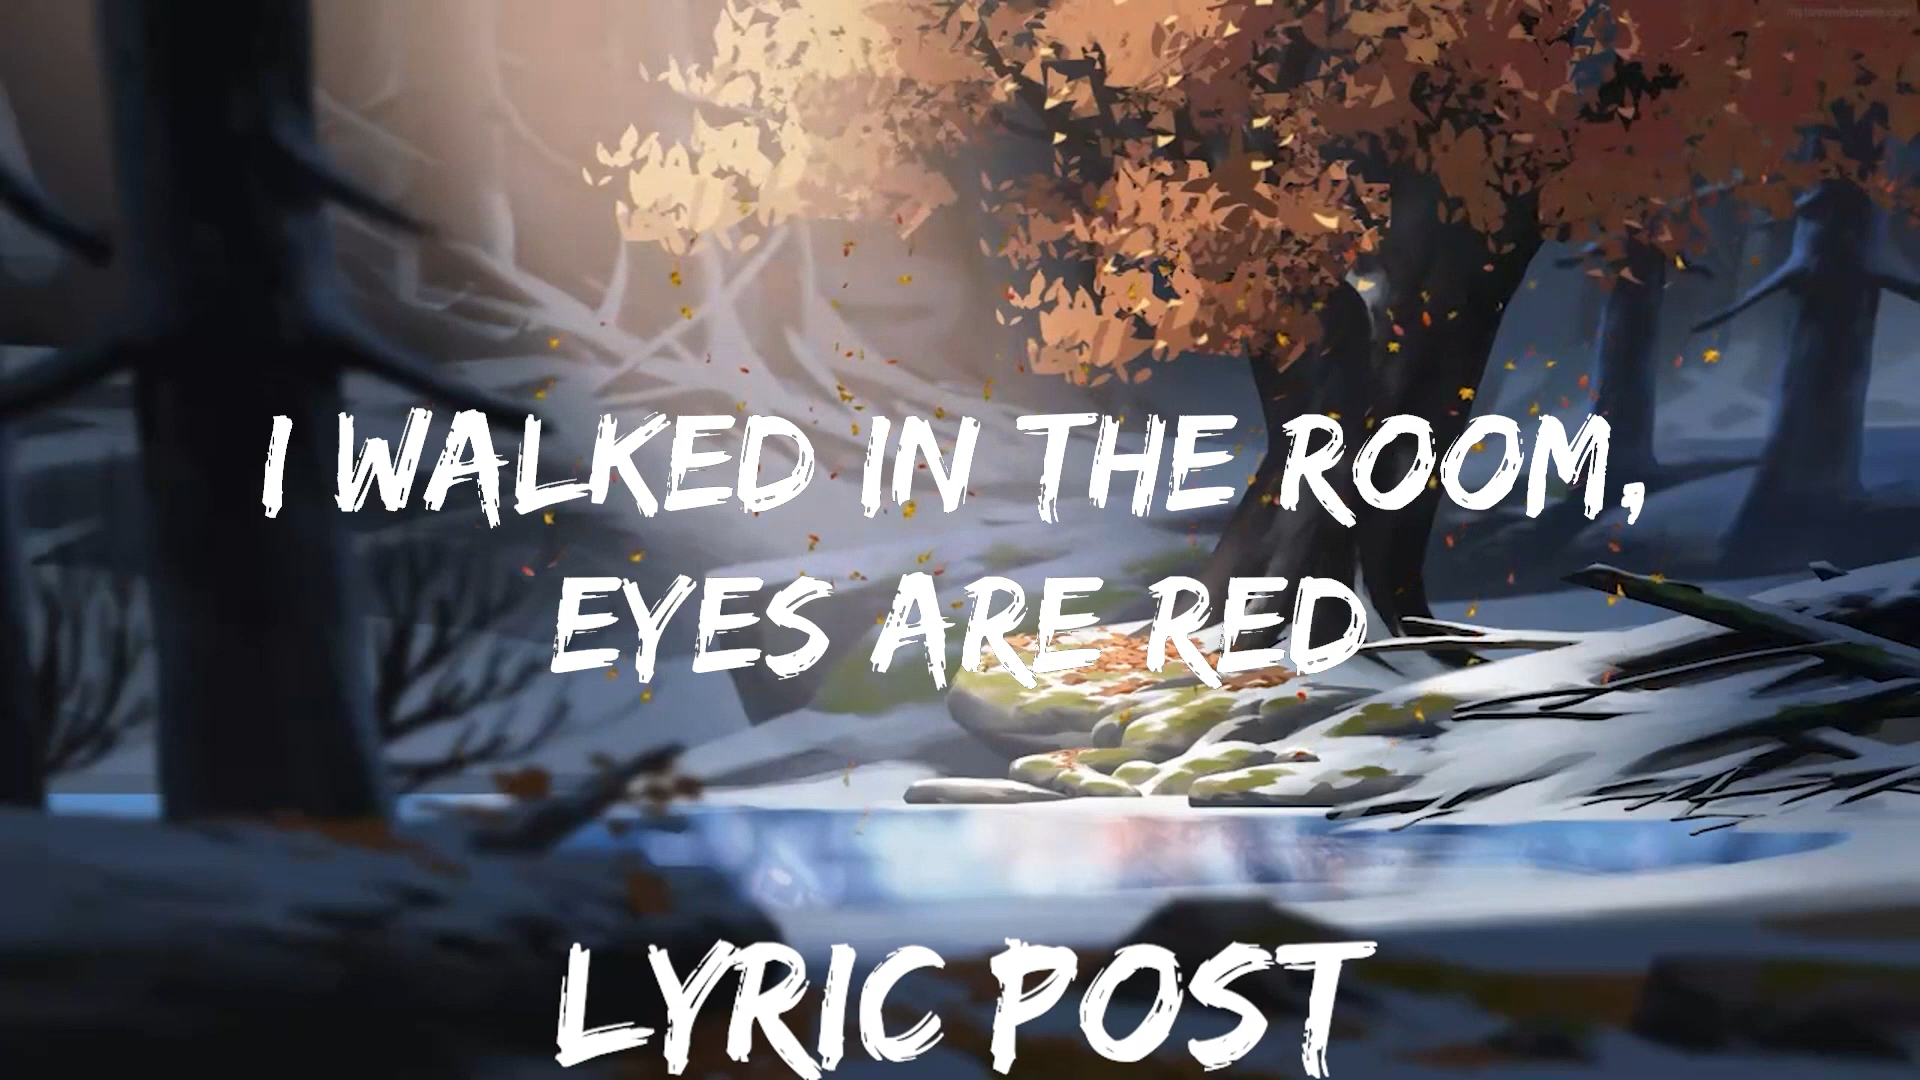 I WALKED IN THE ROOM,
EYES ARE RED
LYRIC POST